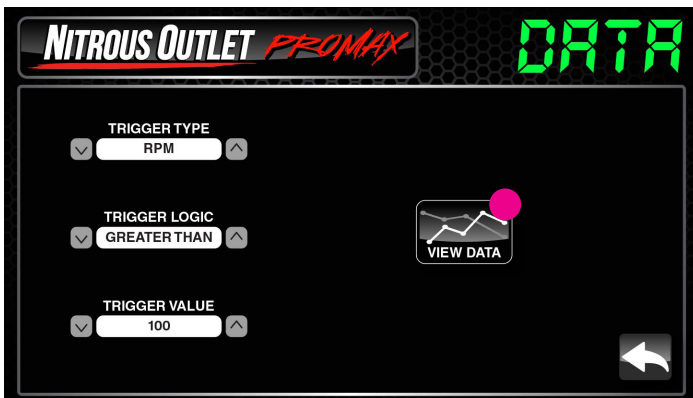 NITROUS OUTLET PROMAX
DATA
TRIGGER TYPE
RPM
TRIGGER LOGIC
GREATER THAN
VIEW DATA
TRIGGER VALUE
100